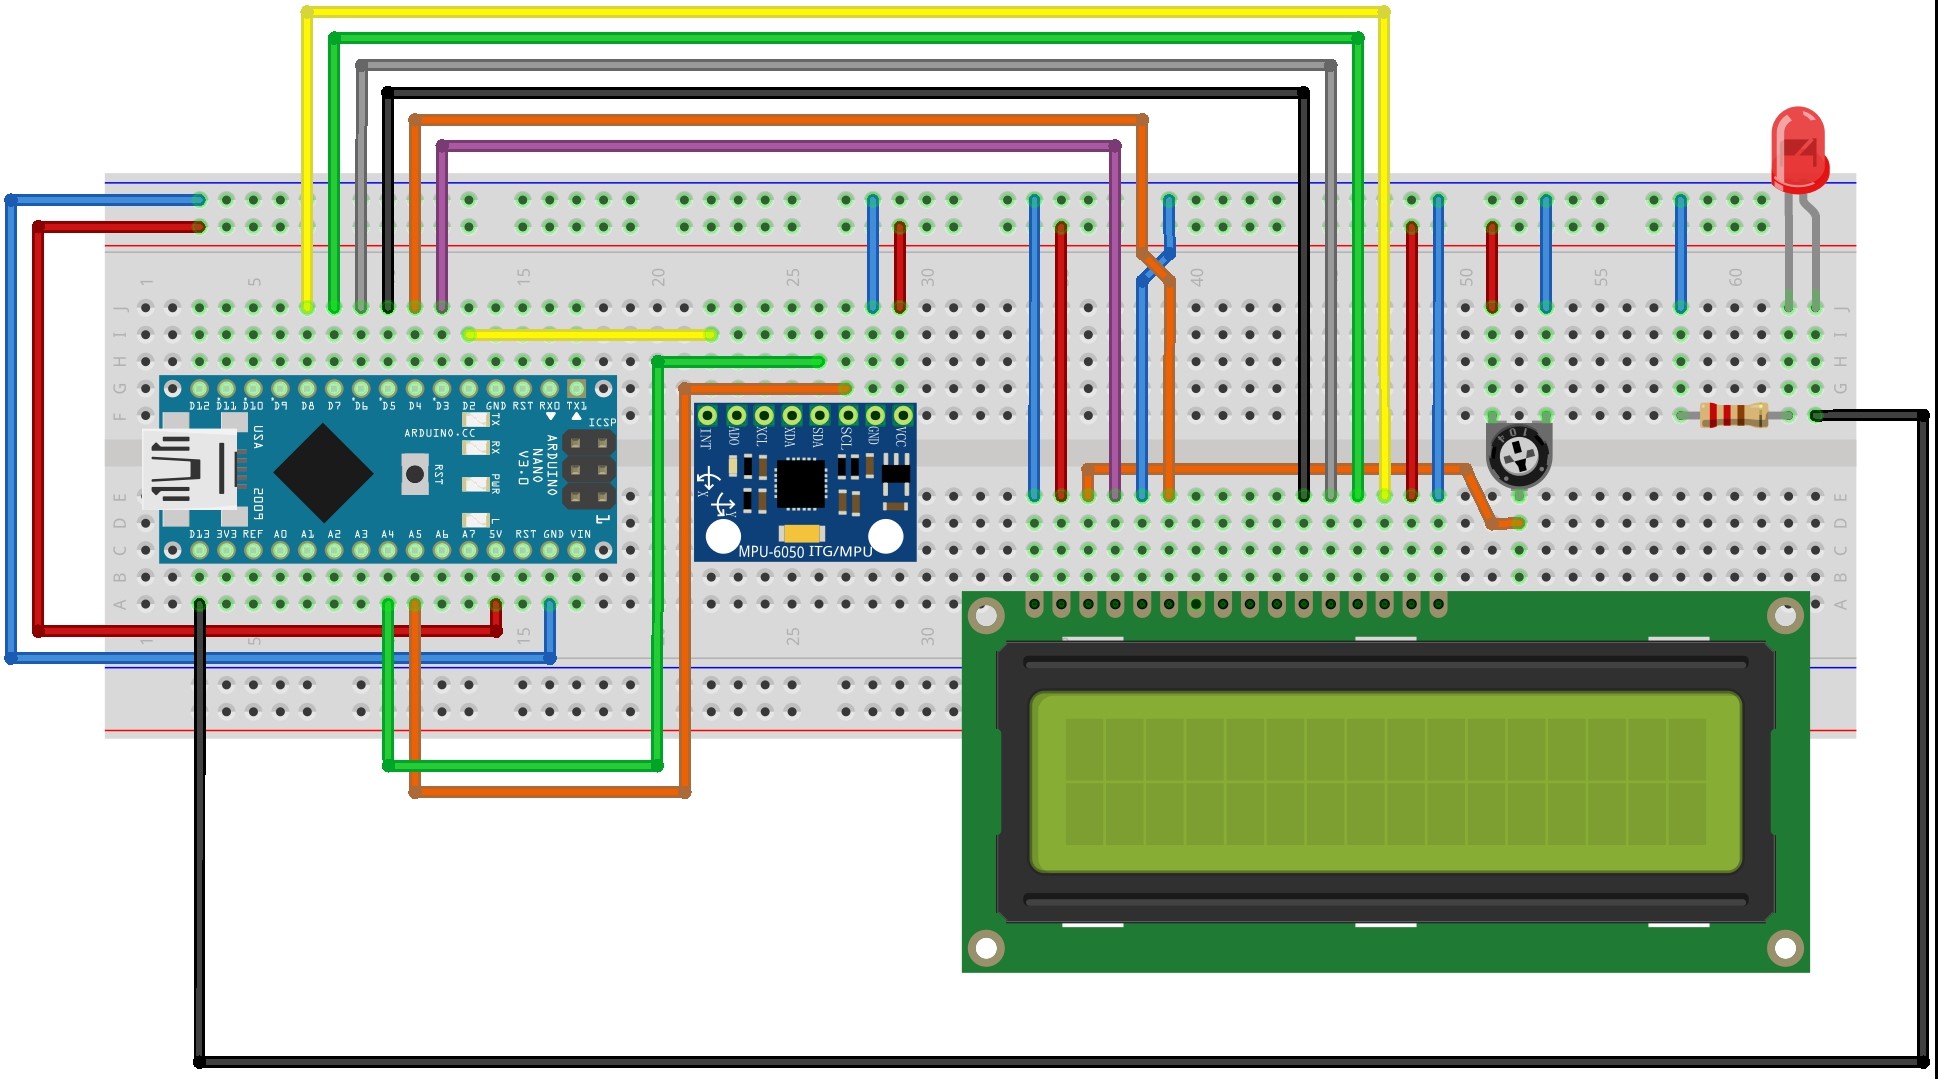 1 5 15 20 25 30 40 50 55 60
J J
I I
H H
G G
F F
D12 D11 D10 D9 D8 D7 D6 D5 D4 D3 D2 GND RST RX0 TX1
TX ICSP
ARDUINO.CC
USA
RX
RST
PWR
ARDUINO
NANO
V3.0
2009
L
1
D13 3V3 REF A0 A1 A2 A3 A4 A5 A6 A7 5V RST GND VIN
INT AD0 XCL XDA SDA SCL GND VCC
X
Y
MPU-6050 ITG/MPU
104
E E
D D
C C
B B
A A
1 5 15 25 30